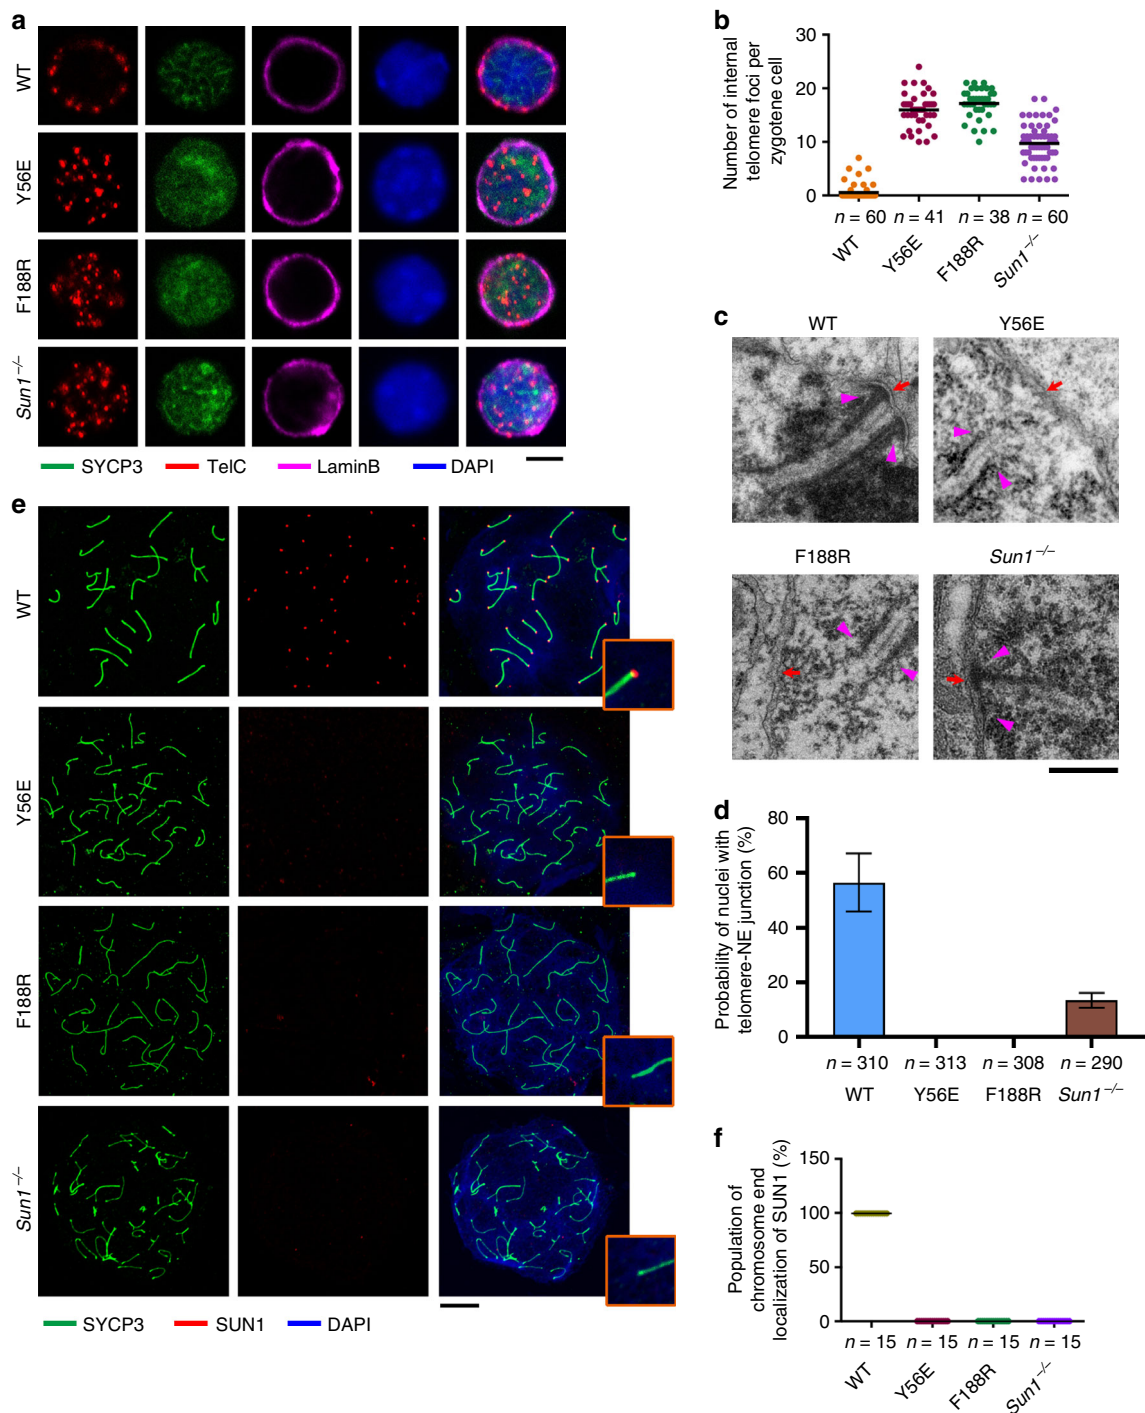 a
WT
Y56E
F188R
Sun1–/–
SYCP3 TelC LaminB DAPI
b
Number of internal
telomere foci per
zygotene cell
30
20
10
0
n = 60 n = 41 n = 38 n = 60
WT Y56E F188R Sun1–/–
c
WT Y56E
F188R Sun1–/–
d
Probability of nuclei with
telomere-NE junction (%)
80
60
40
20
0
n = 310 n = 313 n = 308 n = 290
WT Y56E F188R Sun1–/–
e
WT
Y56E
F188R
Sun1–/–
SYCP3 SUN1 DAPI
f
Population of
chromosome end
localization of SUN1 (%)
150
100
50
0
n = 15 n = 15 n = 15 n = 15
WT Y56E F188R Sun1–/–